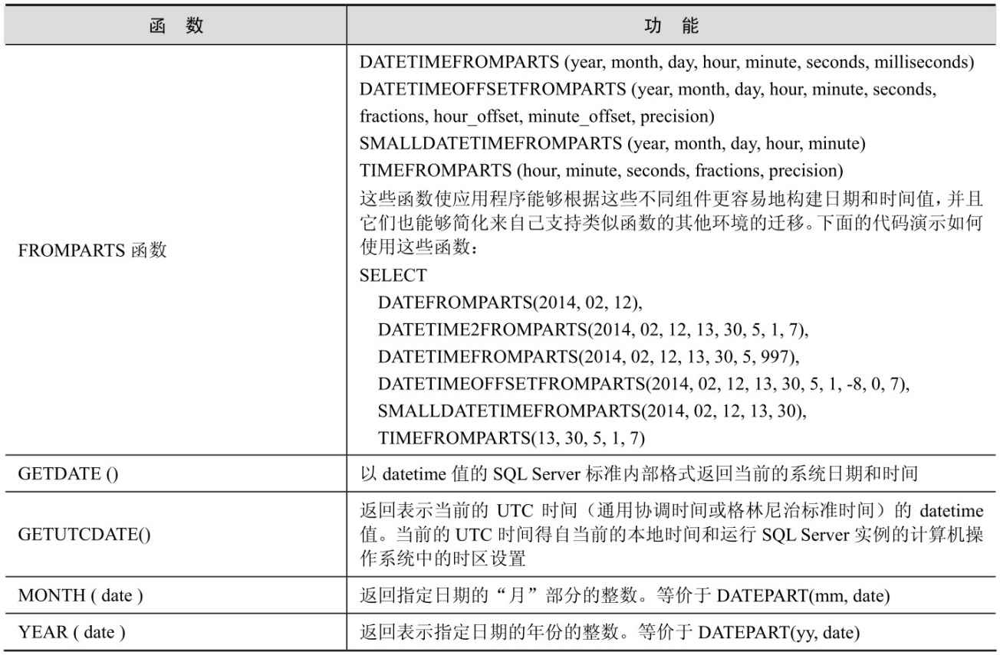 函 数 功 能
DATETIMEFROMPARTS (year, month, day, hour, minute, seconds, milliseconds)
DATETIMEOFFSETFROMPARTS (year, month, day, hour, minute, seconds,
fractions, hour_offset, minute_offset, precision)
SMALLDATETIMEFROMPARTS (year, month, day, hour, minute)
TIMEFROMPARTS (hour, minute, seconds, fractions, precision)
这些函数使应用程序能够根据这些不同组件更容易地构建日期和时间值，并且
它们也能够简化来自己支持类似函数的其他环境的迁移。下面的代码演示如何
FROMPARTS 函数
使用这些函数：
SELECT
DATEFROMPARTS(2014, 02, 12),
DATETIME2FROMPARTS(2014, 02, 12, 13, 30, 5, 1, 7),
DATETIMEFROMPARTS(2014, 02, 12, 13, 30, 5, 997),
DATETIMEOFFSETFROMPARTS(2014, 02, 12, 13, 30, 5, 1, -8, 0, 7),
SMALLDATETIMEFROMPARTS(2014, 02, 12, 13, 30),
TIMEFROMPARTS(13, 30, 5, 1, 7)
GETDATE () 以 datetime 值的 SQL Server 标准内部格式返回当前的系统日期和时间
返回表示当前的 UTC 时间（通用协调时间或格林尼治标准时间）的 datetime
GETUTCDATE() 值。当前的 UTC 时间得自当前的本地时间和运行 SQL Server 实例的计算机操
作系统中的时区设置
MONTH ( date ) 返回指定日期的“月”部分的整数。等价于 DATEPART(mm, date)
YEAR ( date ) 返回表示指定日期的年份的整数。等价于 DATEPART(yy, date)